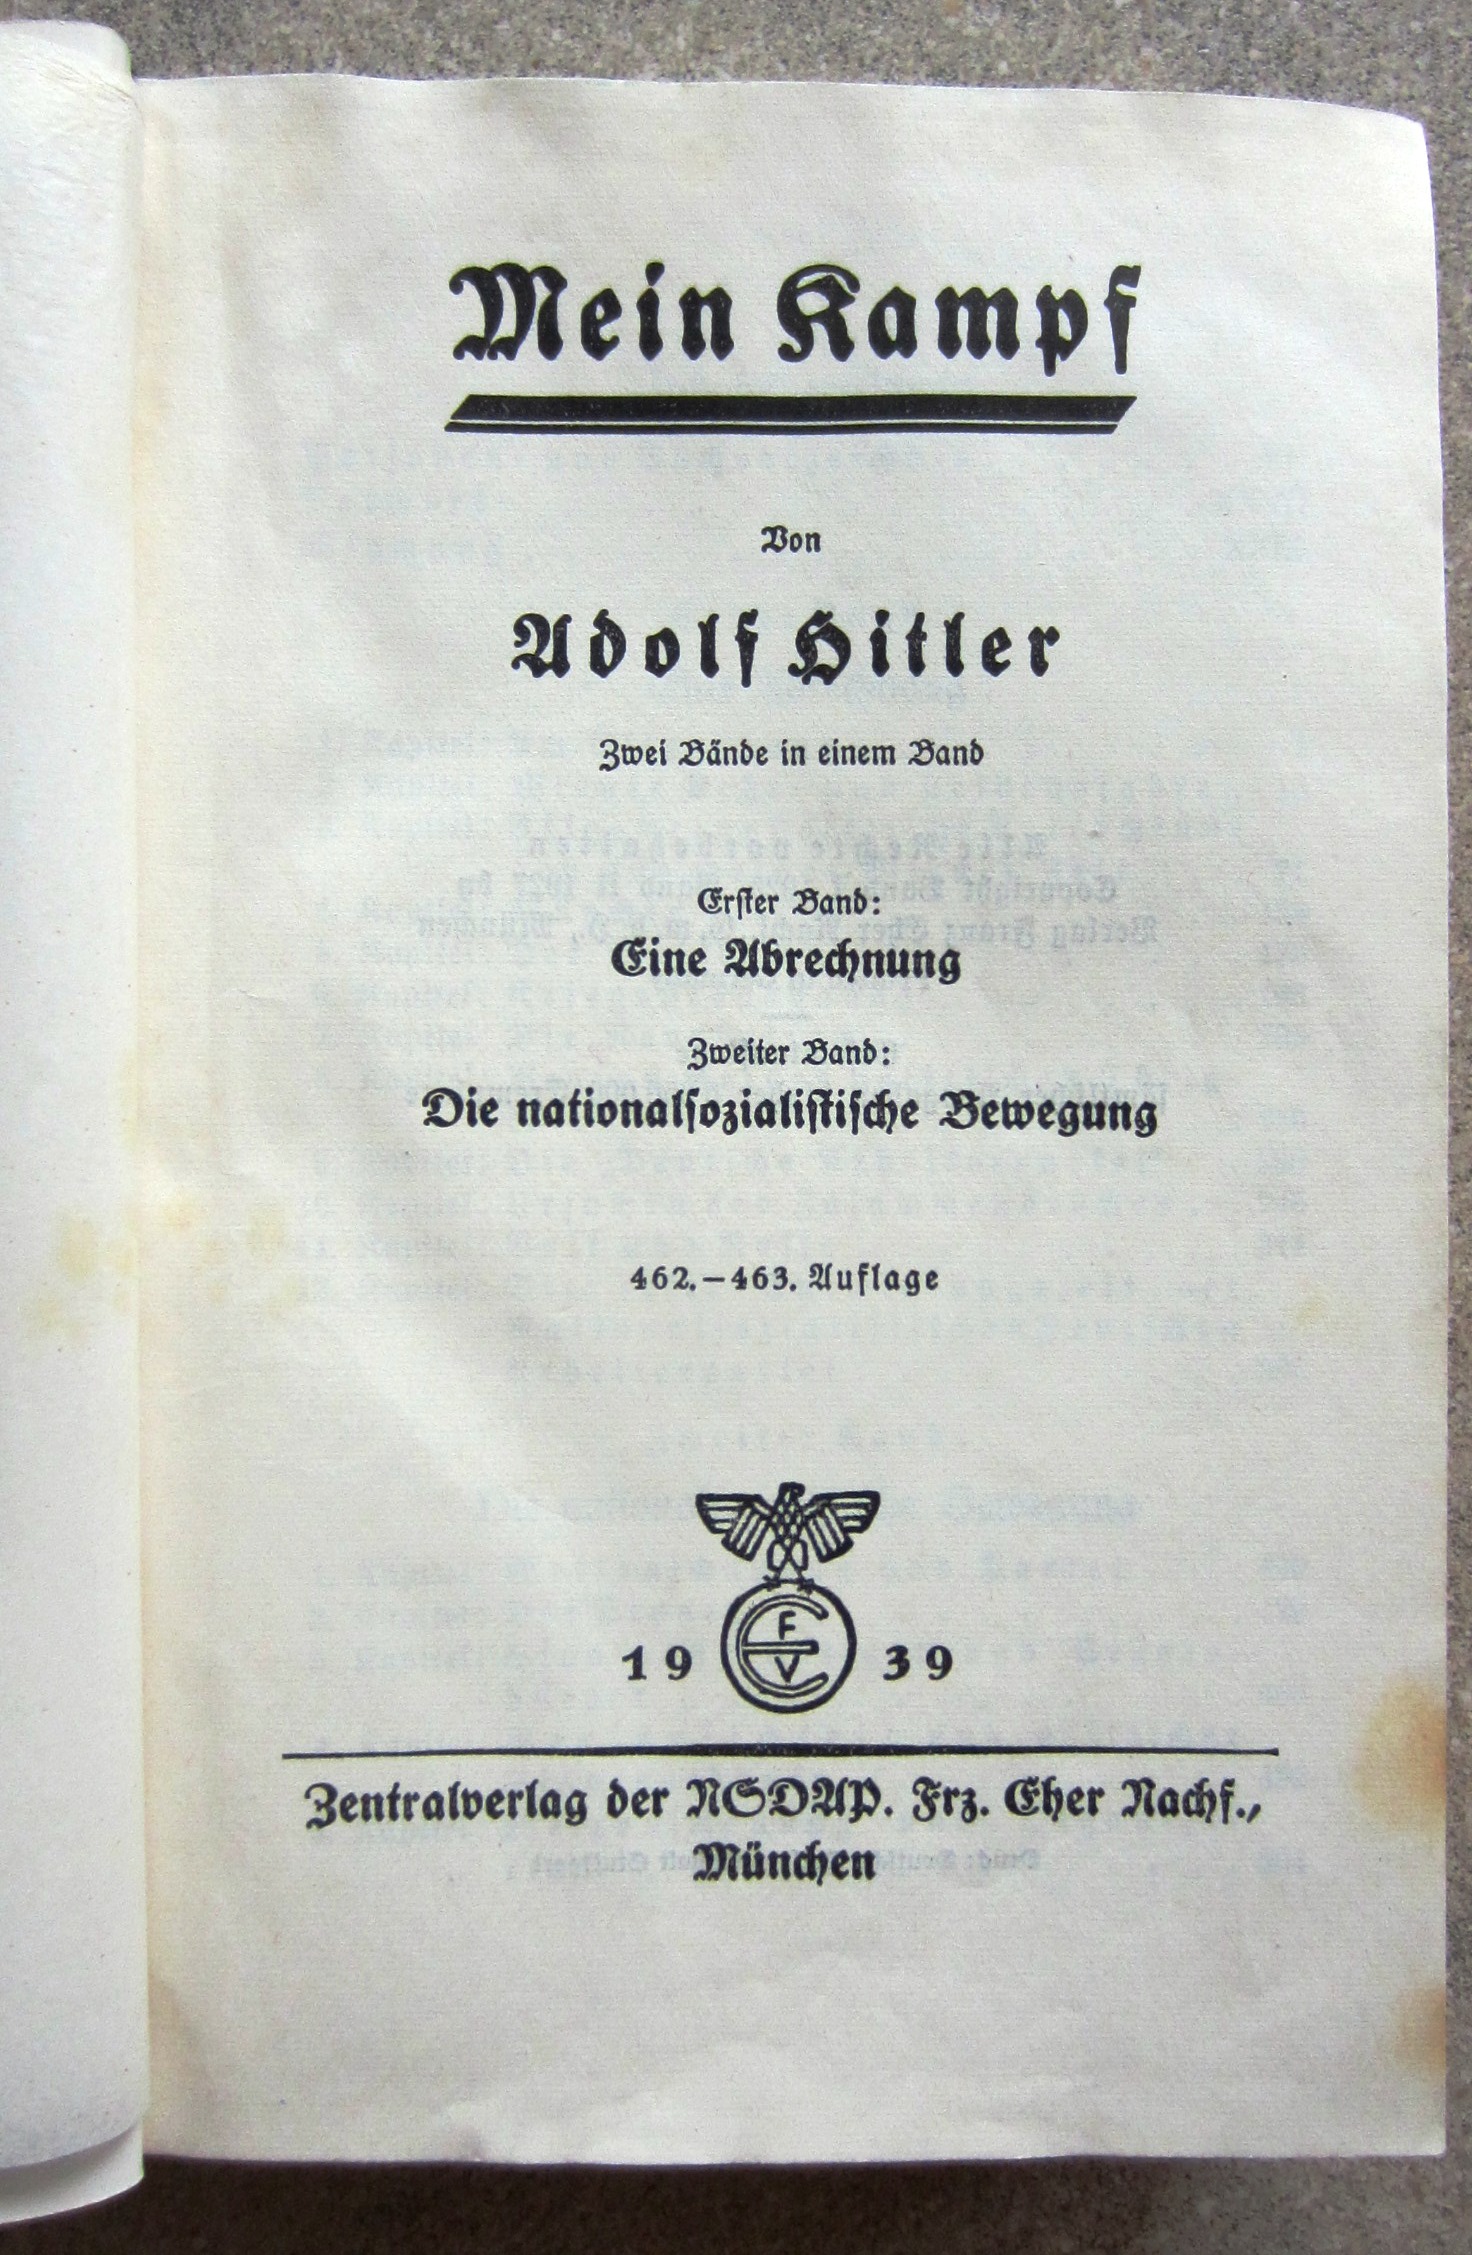 Mein Kampf
Von
Adolf Hitler
Zwei Bände in einem Band
Erster Band:
Eine Abrechnung
Zweiter Band:
Die nationalsozialistische Bewegung
462.–463. Auflage
F
E
V
19 39
Zentralverlag der NSDAP. Frz. Eher Nachf.,
München